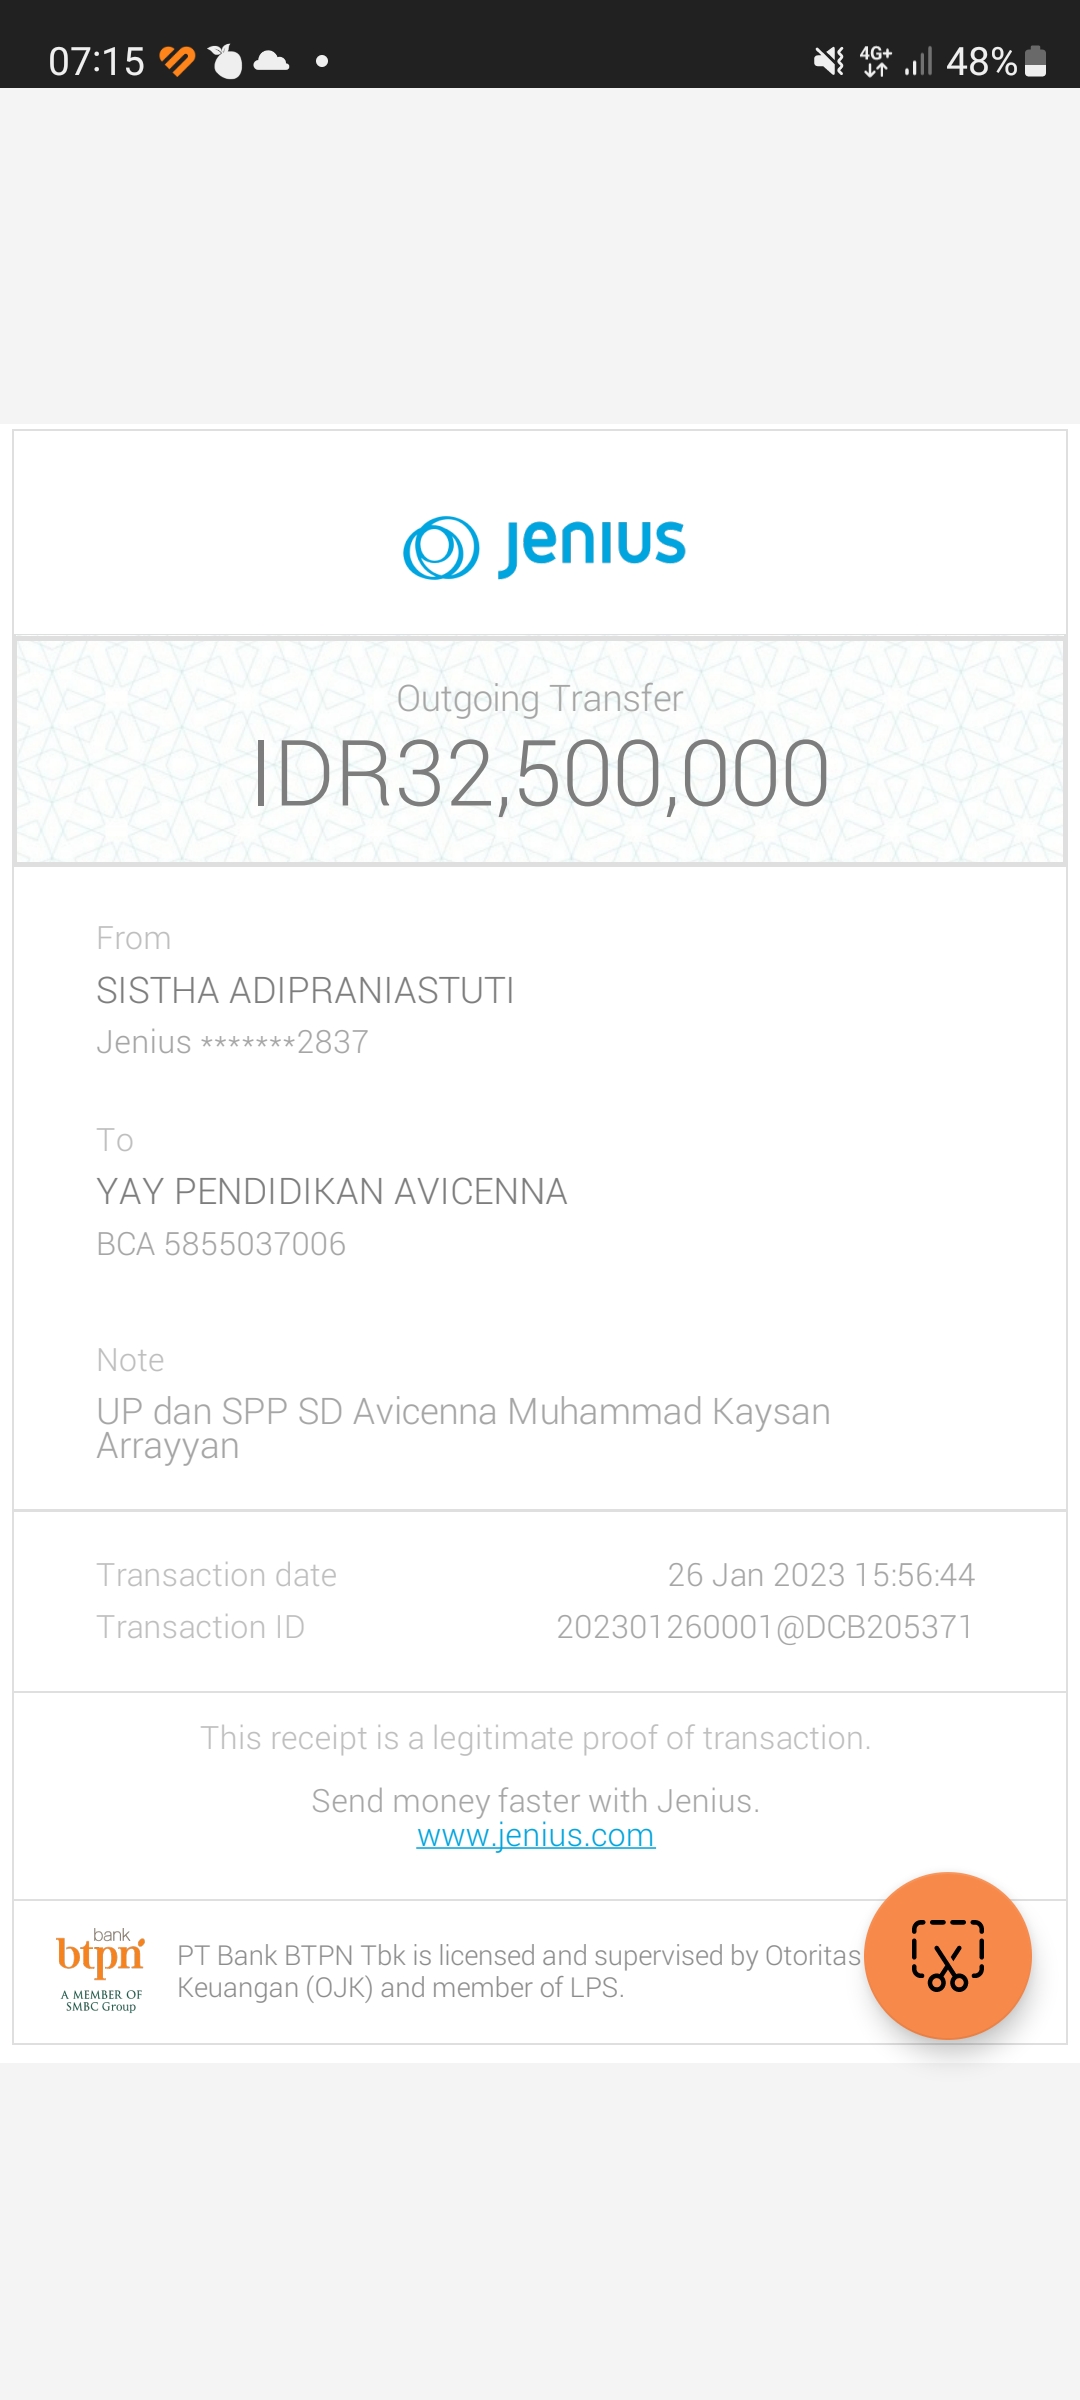 07:15
4G+
48%
jenius
Outgoing Transfer
IDR32,500,000
From
SISTHA ADIPRANIASTUTI
Jenius *******2837
To
YAY PENDIDIKAN AVICENNA
BCA 5855037006
Note
UP dan SPP SD Avicenna Muhammad Kaysan
Arrayyan
Transaction date 26 Jan 2023 15:56:44
Transaction ID 202301260001@DCB205371
This receipt is a legitimate proof of transaction.
Send money faster with Jenius.
www.jenius.com
bank
btpn
A MEMBER OF
SMBC Group
PT Bank BTPN Tbk is licensed and supervised by Otoritas
Keuangan (OJK) and member of LPS.